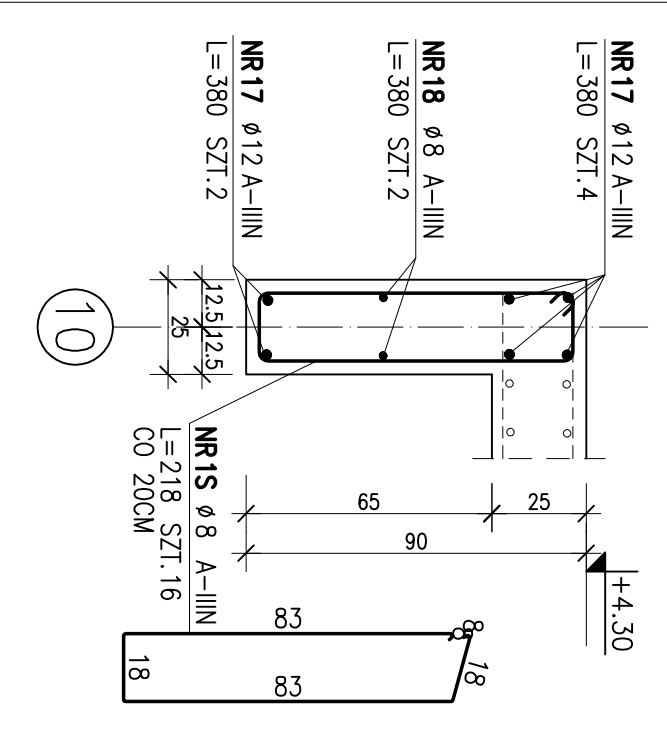 NR17 ø12 A-IIIN
L=380 SZT.4
NR18 ø8 A-IIIN
L=380 SZT.2
NR17 ø12 A-IIIN
L=380 SZT.2
+4.30
25
65
90
12.5
12.5
25
10
NR1S ø8 A-IIIN
L=218 SZT.16
CO 20CM
83
83
18
18
8
8